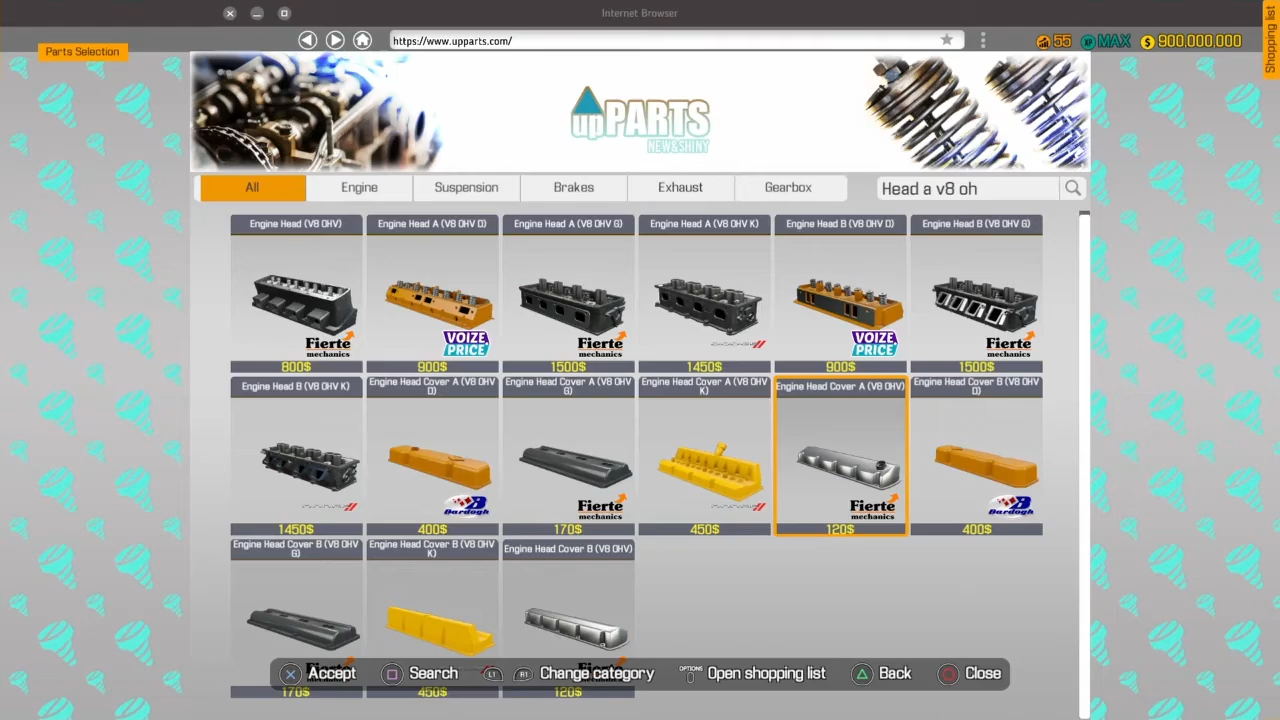 Internet Browser
Shopping list
Parts Selection
https://www.upparts.com/
55
XP MAX
$ 900,000,000
upPARTS
NEW&SHINY
All
Engine
Suspension
Brakes
Exhaust
Gearbox
Head a v8 oh
Engine Head (V8 OHV)
Engine Head A (V8 OHV D)
Engine Head A (V8 OHV G)
Engine Head A (V8 OHV K)
Engine Head B (V8 OHV D)
Engine Head B (V8 OHV G)
Fierte mechanics
VOIZE PRICE
Fierte mechanics
VOIZE PRICE
Fierte mechanics
800$
900$
1500$
1450$
900$
1500$
Engine Head B (V8 OHV K)
Engine Head Cover A (V8 OHV D)
Engine Head Cover A (V8 OHV G)
Engine Head Cover A (V8 OHV K)
Engine Head Cover A (V8 OHV)
Engine Head Cover B (V8 OHV D)
Bardogh
Fierte mechanics
Fierte mechanics
Bardogh
1450$
400$
170$
450$
120$
400$
Engine Head Cover B (V8 OHV G)
Engine Head Cover B (V8 OHV K)
Engine Head Cover B (V8 OHV)
170$
450$
120$
Accept
Search
L1
R1
Change category
OPTIONS
Open shopping list
Back
Close